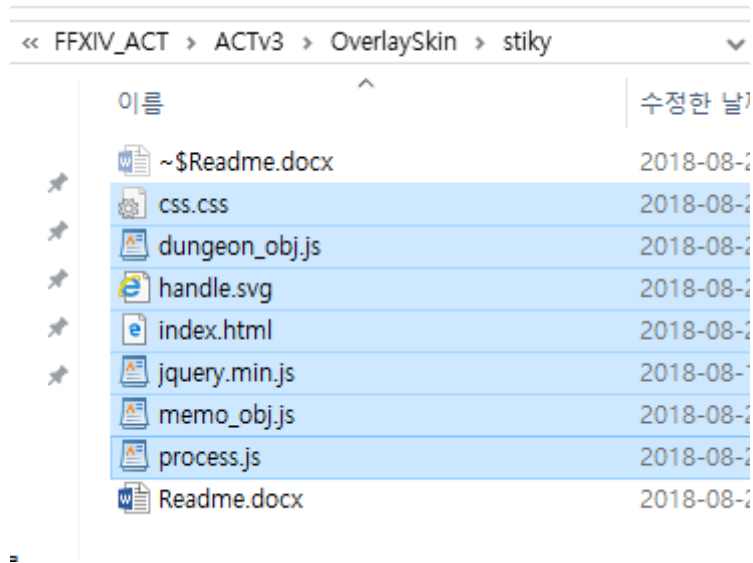 « FFXIV_ACT > ACTv3 > OverlaySkin > stiky
이름 수정한 날
~$Readme.docx 2018-08-2
css.css 2018-08-2
dungeon_obj.js 2018-08-2
handle.svg 2018-08-2
index.html 2018-08-2
jquery.min.js 2018-08-1
memo_obj.js 2018-08-2
process.js 2018-08-2
Readme.docx 2018-08-2